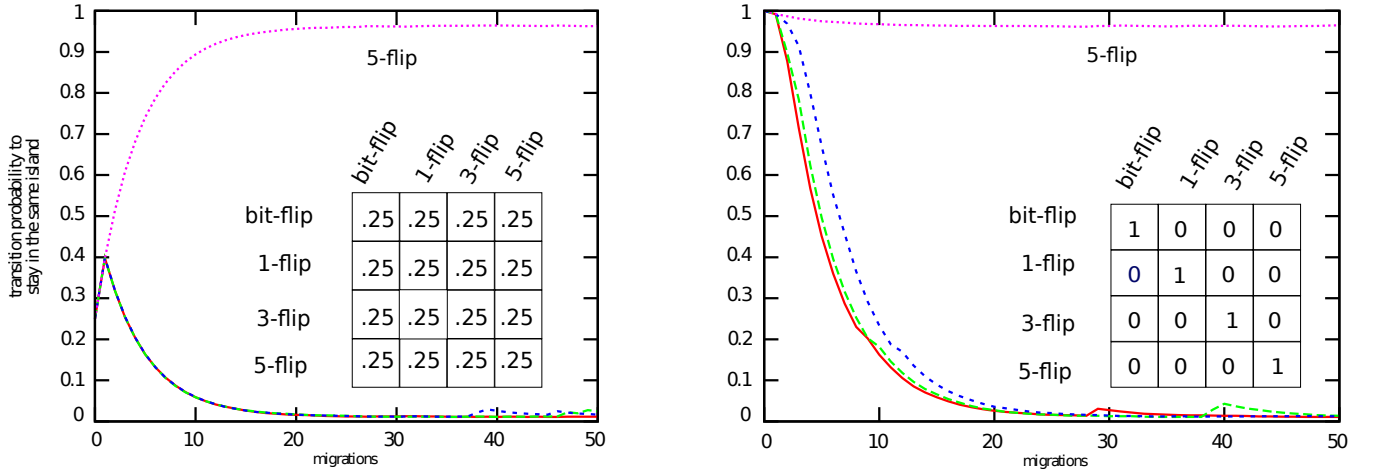 1
0.9
0.8
0.7
0.6
0.5
0.4
0.3
0.2
0.1
0
transition probability to
stay in the same island
0 10 20 30 40 50
migrations
5-flip
bit-flip 1-flip 3-flip 5-flip
bit-flip .25 .25 .25 .25
1-flip .25 .25 .25 .25
3-flip .25 .25 .25 .25
5-flip .25 .25 .25 .25
1
0.9
0.8
0.7
0.6
0.5
0.4
0.3
0.2
0.1
0
0 10 20 30 40 50
migrations
5-flip
bit-flip 1-flip 3-flip 5-flip
bit-flip 1 0 0 0
1-flip 0 1 0 0
3-flip 0 0 1 0
5-flip 0 0 0 1